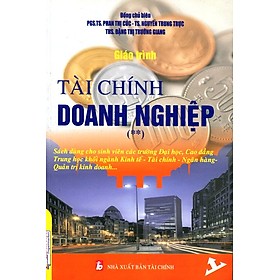 Đồng chủ biên
PGS.TS. PHAN THỊ CÚC - TS. NGUYỄN TRUNG TRỰC
THS. ĐẶNG THỊ TRƯỜNG GIANG
Giáo trình
TÀI CHÍNH
DOANH NGHIỆP
(**)
Sách dùng cho sinh viên các trường Đại học, Cao đẳng
Trung học khối ngành Kinh tế - Tài chính - Ngân hàng-
Quản trị kinh doanh...
NHÀ XUẤT BẢN TÀI CHÍNH